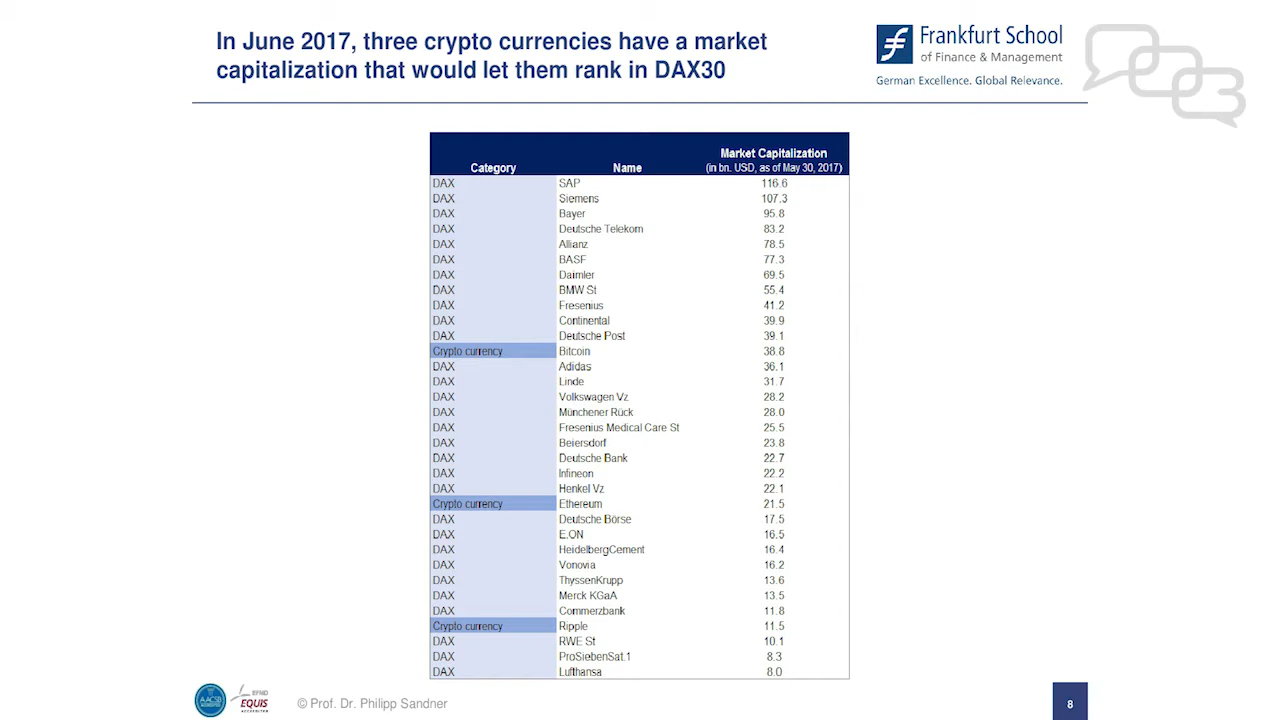 In June 2017, three crypto currencies have a market
capitalization that would let them rank in DAX30
Frankfurt School
of Finance & Management
German Excellence. Global Relevance.
Category Name Market Capitalization
(in bn. USD, as of May 30, 2017)
DAX SAP 116.6
DAX Siemens 107.3
DAX Bayer 95.8
DAX Deutsche Telekom 83.2
DAX Allianz 78.5
DAX BASF 77.3
DAX Daimler 69.5
DAX BMW St 55.4
DAX Fresenius 41.2
DAX Continental 39.9
DAX Deutsche Post 39.1
Crypto currency Bitcoin 38.8
DAX Adidas 36.1
DAX Linde 31.7
DAX Volkswagen Vz 28.2
DAX Münchener Rück 28.0
DAX Fresenius Medical Care St 25.5
DAX Beiersdorf 23.8
DAX Deutsche Bank 22.7
DAX Infineon 22.2
DAX Henkel Vz 22.1
Crypto currency Ethereum 21.5
DAX Deutsche Börse 17.5
DAX E.ON 16.5
DAX HeidelbergCement 16.4
DAX Vonovia 16.2
DAX ThyssenKrupp 13.6
DAX Merck KGaA 13.5
DAX Commerzbank 11.8
Crypto currency Ripple 11.5
DAX RWE St 10.1
DAX ProSiebenSat.1 8.3
DAX Lufthansa 8.0
AACSB
ACCREDITED
EFMD
EQUIS
ACCREDITED
© Prof. Dr. Philipp Sandner
8